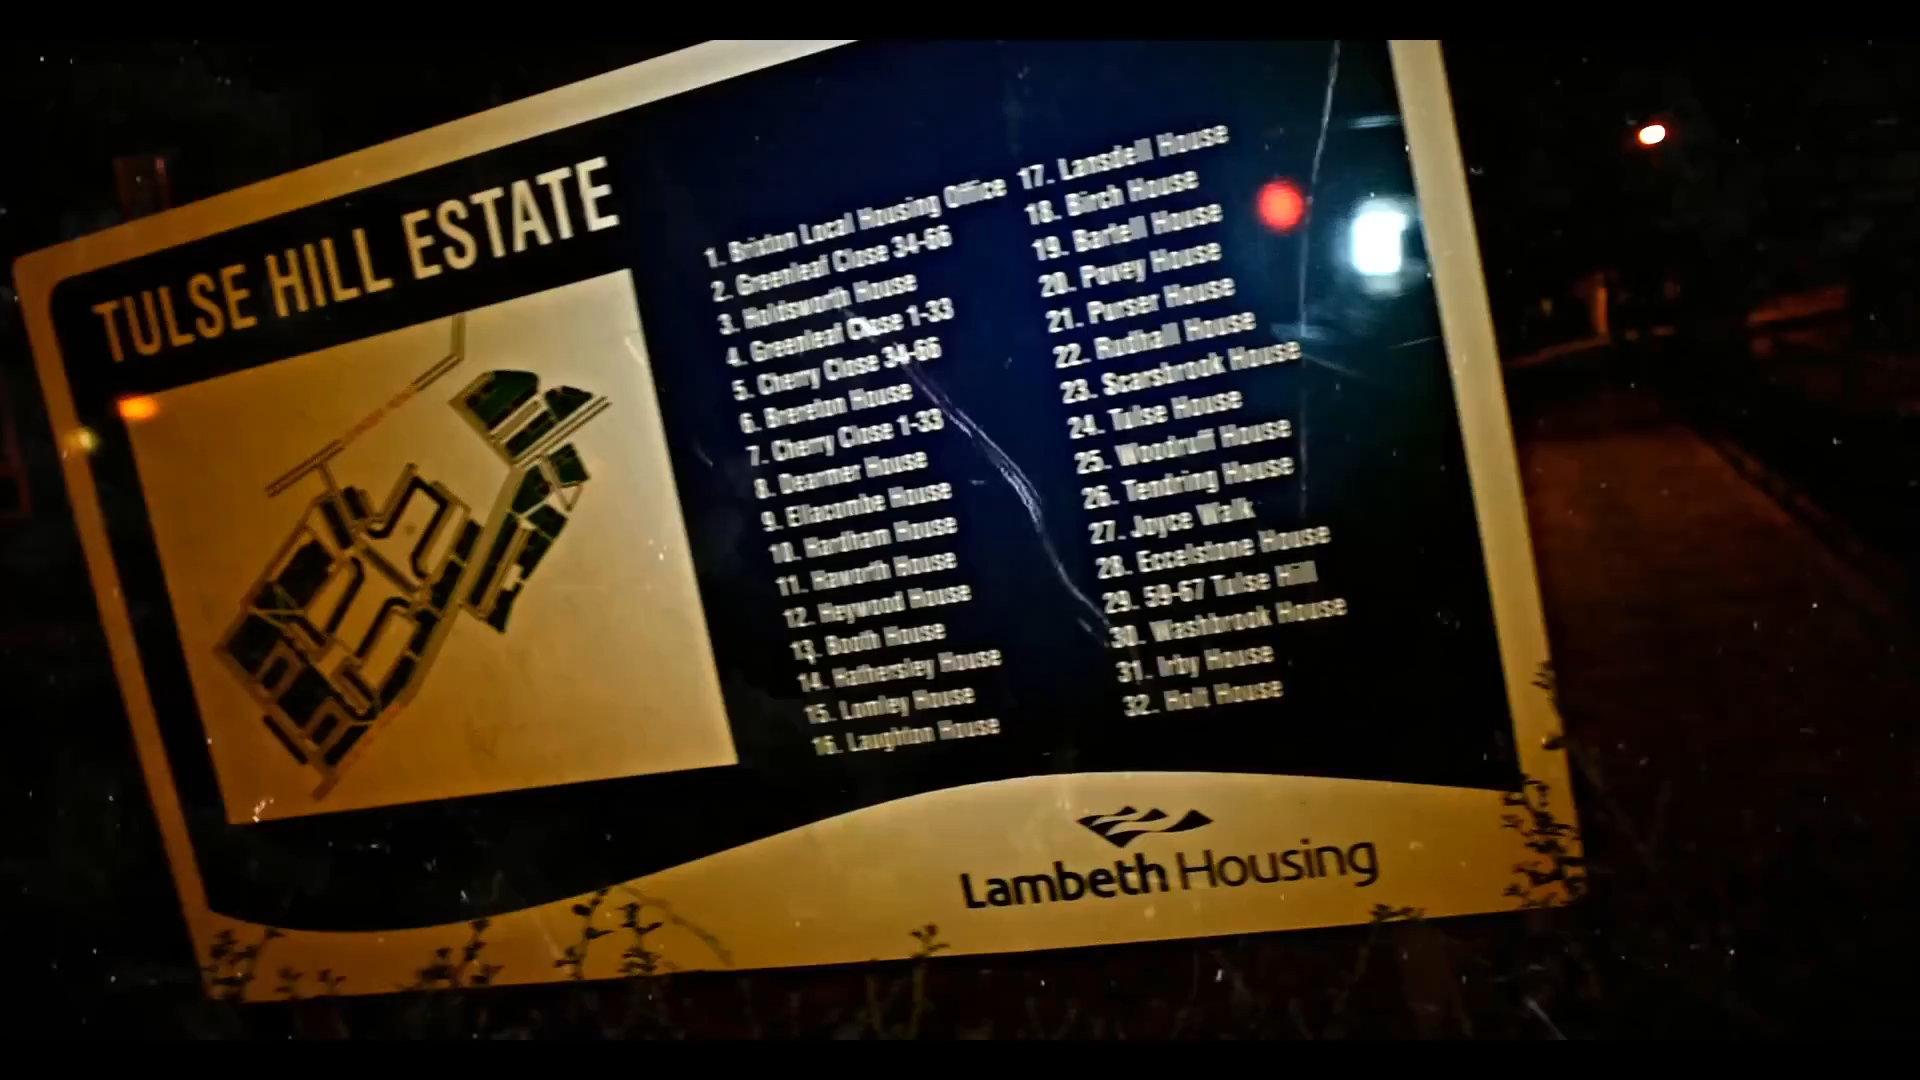 TULSE HILL ESTATE
1. Brixton Local Housing Office
2. Greenleaf Close 34-66
3. Holdsworth House
4. Greenleaf Close 1-33
5. Cherry Close 34-66
6. Brereton House
7. Cherry Close 1-33
8. Dearmer House
9. Ellacombe House
10. Hardham House
11. Haworth House
12. Heywood House
13. Booth House
14. Hathersley House
15. Lomley House
16. Laughton House
17. Lansdell House
18. Birch House
19. Bartell House
20. Povey House
21. Purser House
22. Rudhall House
23. Scarsbrook House
24. Tulse House
25. Woodruff House
26. Tendring House
27. Joyce Walk
28. Eccelstone House
29. 59-67 Tulse Hill
30. Washbrook House
31. Irby House
32. Holt House
Lambeth Housing